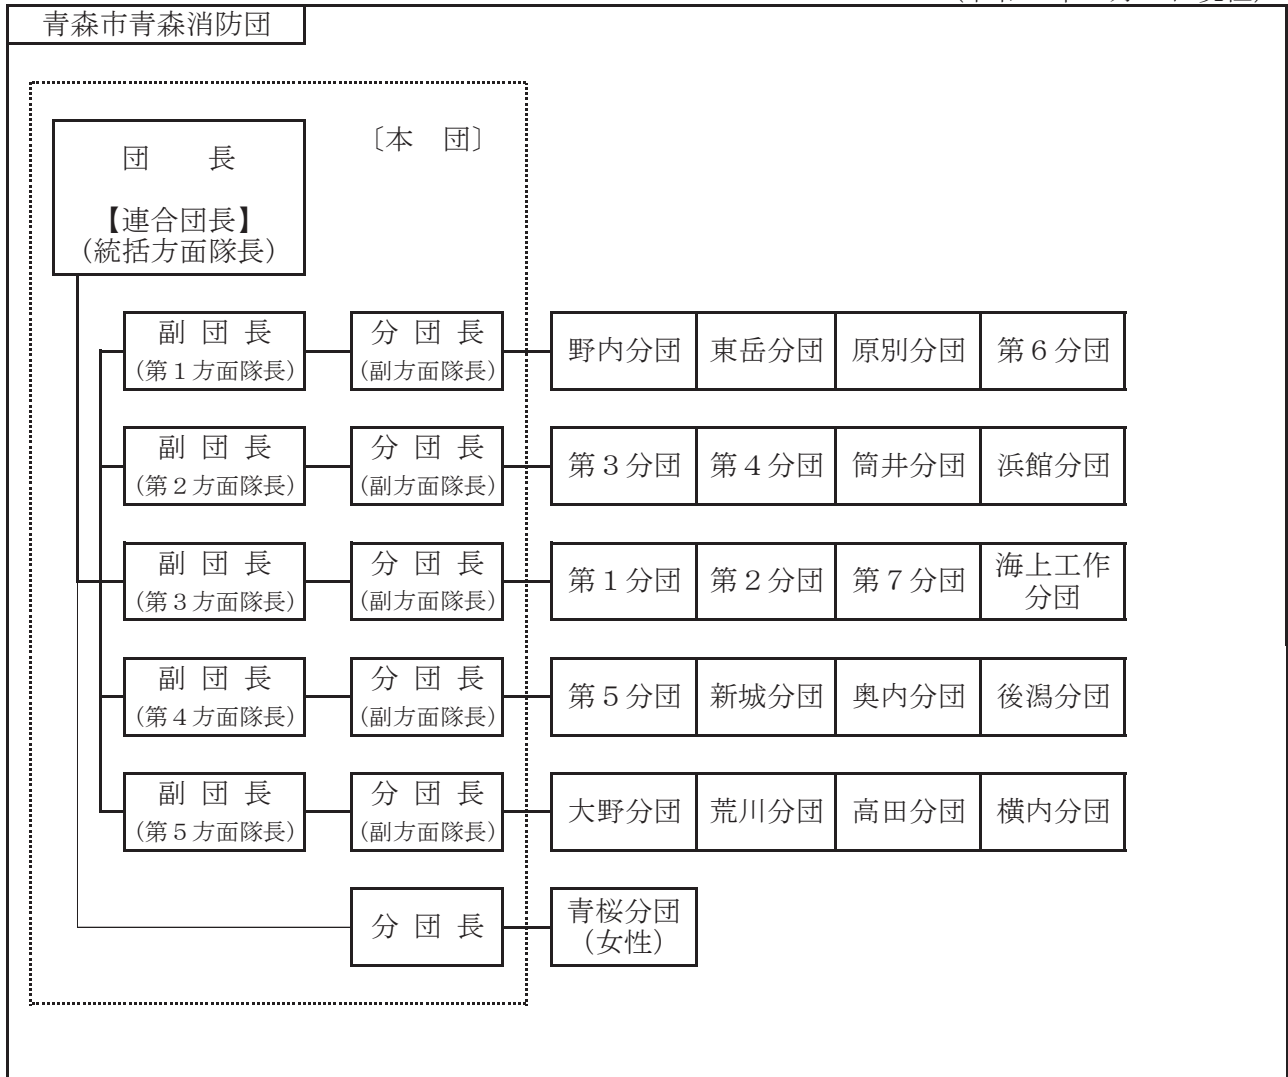 青森市青森消防団
〔本　団〕
団　　長
【連合団長】
（統括方面隊長）
副 団 長
（第１方面隊長）
分 団 長
（副方面隊長）
野内分団
東岳分団
原別分団
第６分団
副 団 長
（第２方面隊長）
分 団 長
（副方面隊長）
第３分団
第４分団
筒井分団
浜館分団
副 団 長
（第３方面隊長）
分 団 長
（副方面隊長）
第１分団
第２分団
第７分団
海上工作
分団
副 団 長
（第４方面隊長）
分 団 長
（副方面隊長）
第５分団
新城分団
奥内分団
後潟分団
副 団 長
（第５方面隊長）
分 団 長
（副方面隊長）
大野分団
荒川分団
高田分団
横内分団
分 団 長
青桜分団
（女性）